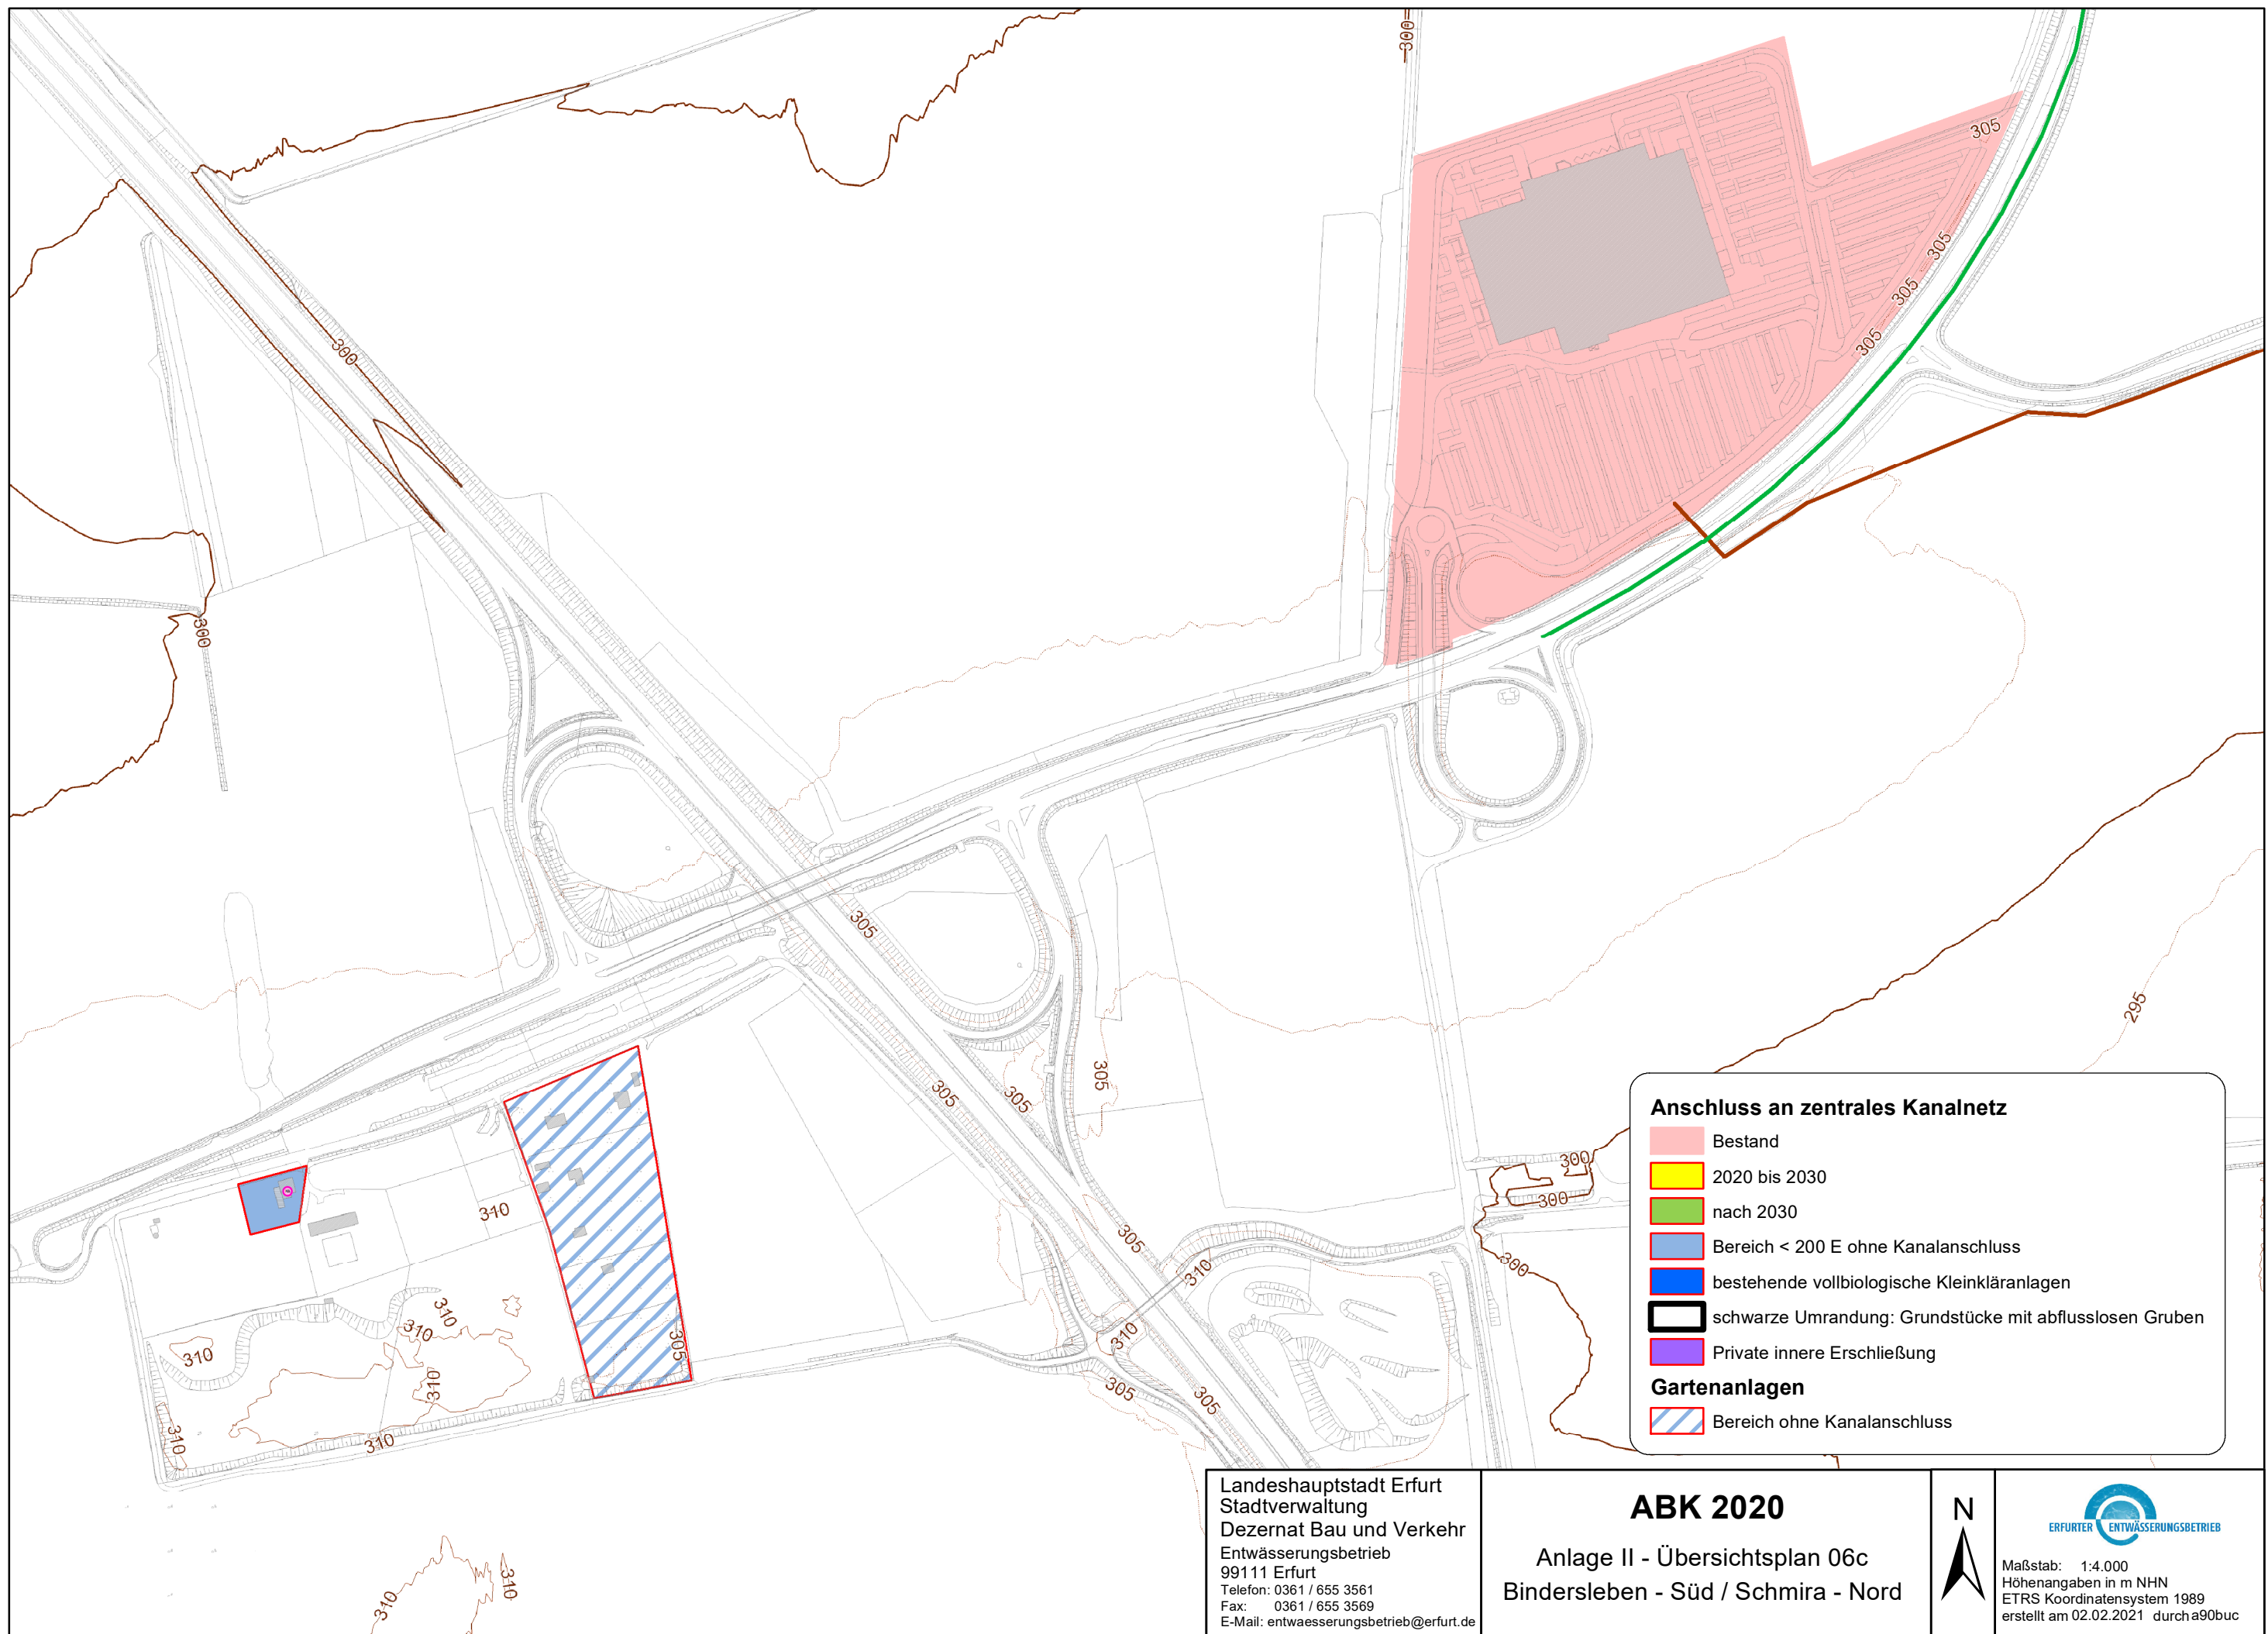 300
305
300
305
305
305
300
305
295
305
305
305
305
300
300
310
305
300
310
310
310
305
310
310
305
305
310
310
310
310
310
Anschluss an zentrales Kanalnetz
Bestand
2020 bis 2030
nach 2030
Bereich < 200 E ohne Kanalanschluss
bestehende vollbiologische Kleinkläranlagen
schwarze Umrandung: Grundstücke mit abflusslosen Gruben
Private innere Erschließung
Gartenanlagen
Bereich ohne Kanalanschluss
Landeshauptstadt Erfurt
Stadtverwaltung
Dezernat Bau und Verkehr
Entwässerungsbetrieb
99111 Erfurt
Telefon: 0361 / 655 3561
Fax: 0361 / 655 3569
E-Mail: entwaesserungsbetrieb@erfurt.de
ABK 2020
Anlage II - Übersichtsplan 06c
Bindersleben - Süd / Schmira - Nord
N
ERFURTER ENTWÄSSERUNGSBETRIEB
Maßstab: 1:4.000
Höhenangaben in m NHN
ETRS Koordinatensystem 1989
erstellt am 02.02.2021 durch a90buc